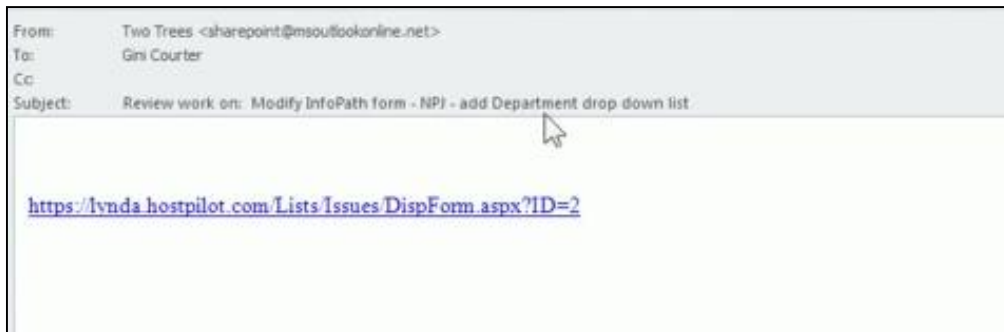 From: Two Trees <sharepoint@msoutlookonline.net>
To: Gini Courter
Cc
Subject: Review work on: Modify InfoPath form - NPI - add Department drop down list
https://lynda.hostpilot.com/Lists/Issues/DispForm.aspx?ID=2